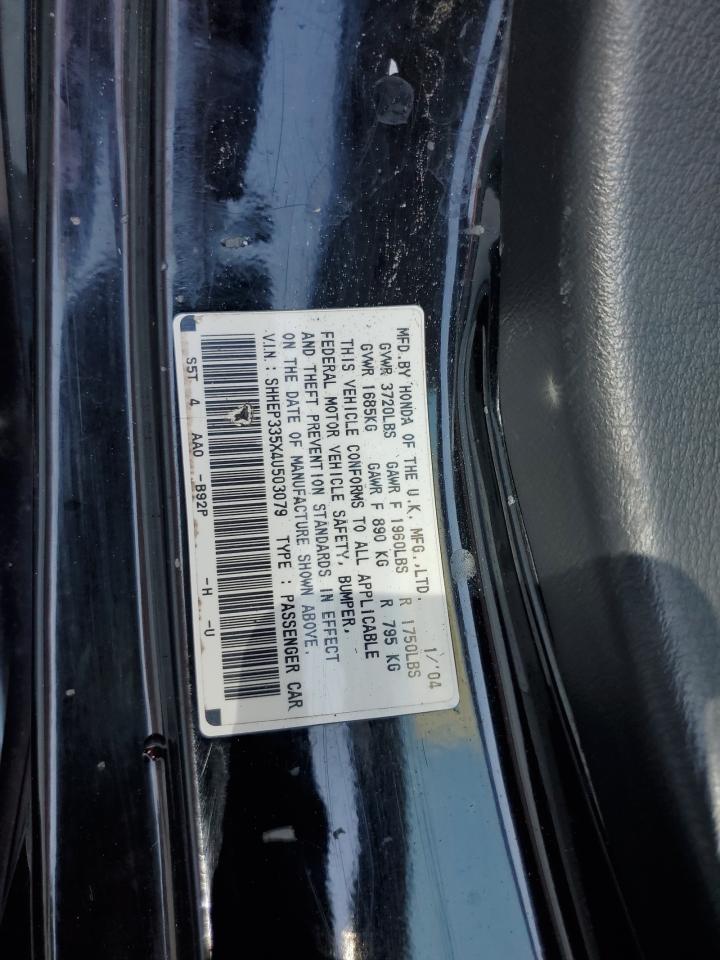 MFD.BY HONDA OF THE U.K. MFG.,LTD. 1/'04
GVWR 3720LBS GAWR F 1960LBS R 1750LBS
GVWR 1685KG GAWR F 890 KG R 795 KG
THIS VEHICLE CONFORMS TO ALL APPLICABLE
FEDERAL MOTOR VEHICLE SAFETY, BUMPER,
AND THEFT PREVENTION STANDARDS IN EFFECT
ON THE DATE OF MANUFACTURE SHOWN ABOVE.
V.I.N.: SHHEP335X4U503079 TYPE : PASSENGER CAR
S5T 4 AA0 -B92P -H -U